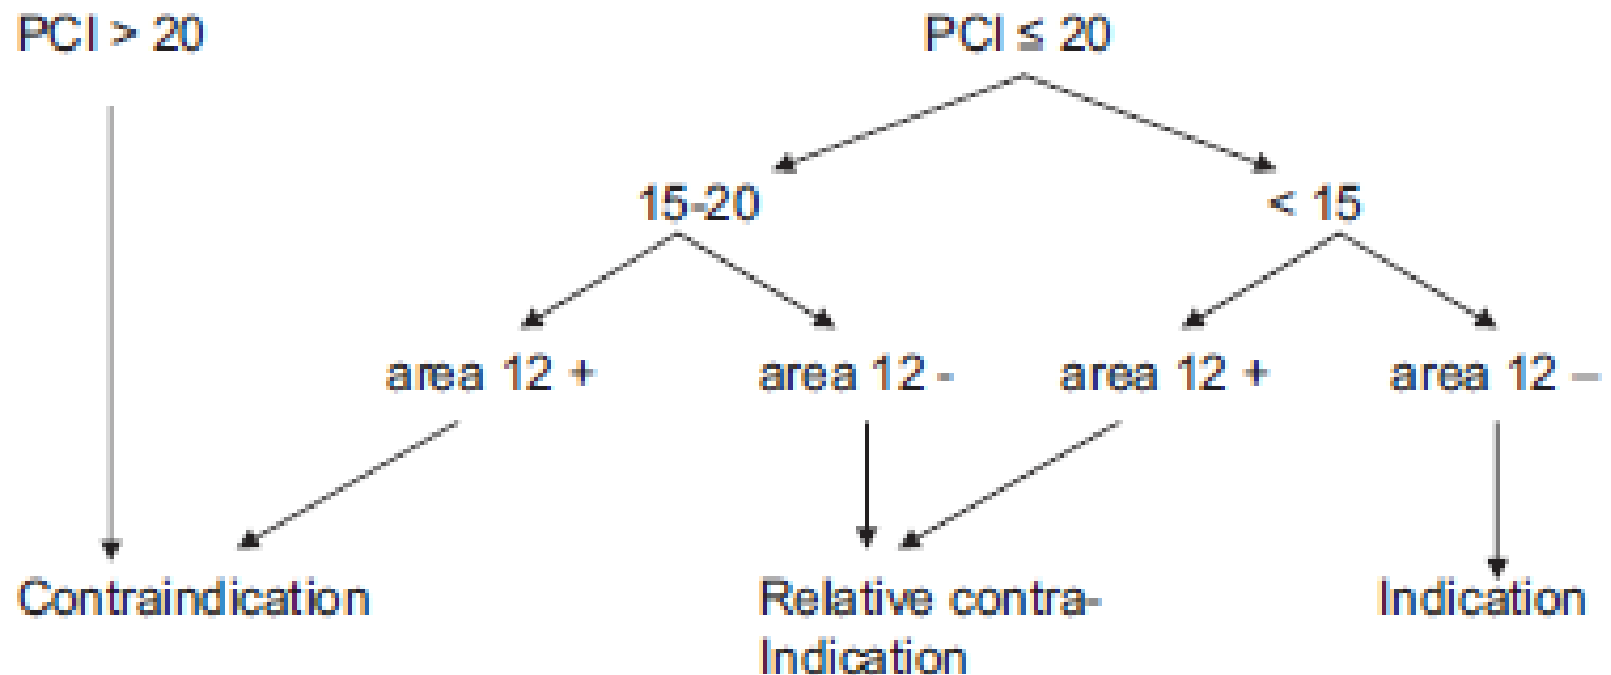 PCI > 20
PCI ≤ 20
15-20
< 15
area 12 +
area 12 -
area 12 +
area 12 –
Contraindication
Relative contra-
Indication
Indication